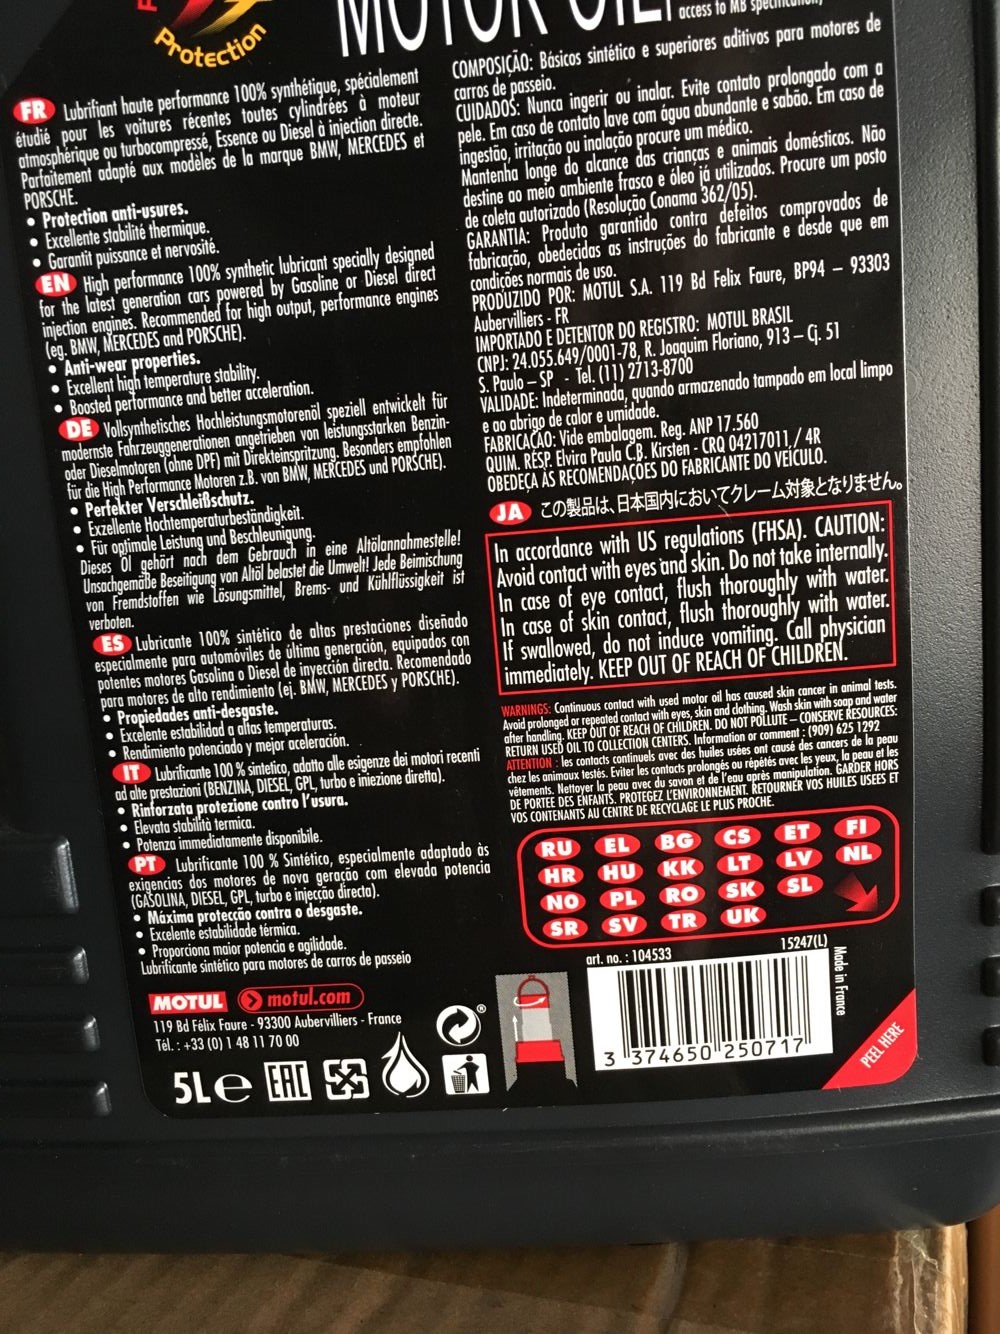 Protection
MOTOR OIL
access to MB specification,
FR Lubrifiant haute performance 100% synthétique, spécialement
étudié pour les voitures récentes toutes cylindrées à moteur
atmosphérique ou turbocompressé, Essence ou Diesel à injection directe.
Parfaitement adapté aux modèles de la marque BMW, MERCEDES et
PORSCHE.
• Protection anti-usures.
• Excellente stabilité thermique.
• Garantit puissance et nervosité.
EN High performance 100% synthetic lubricant specially designed
for the latest generation cars powered by Gasoline or Diesel direct
injection engines. Recommended for high output, performance engines
(eg. BMW, MERCEDES and PORSCHE).
• Anti-wear properties.
• Excellent high temperature stability.
• Boosted performance and better acceleration.
DE Vollsynthetisches Hochleistungsmotorenöl speziell entwickelt für
modernste Fahrzeuggenerationen angetrieben von leistungsstarken Benzin-
oder Dieselmotoren (ohne DPF) mit Direkteinspritzung. Besonders empfohlen
für die High Performance Motoren z.B. von BMW, MERCEDES und PORSCHE).
• Perfekter Verschleißschutz.
• Exzellente Hochtemperaturbeständigkeit.
• Für optimale Leistung und Beschleunigung.
Dieses Öl gehört nach dem Gebrauch in eine Altölannahmestelle!
Unsachgemäße Beseitigung von Altöl belastet die Umwelt! Jede Beimischung
von Fremdstoffen wie Lösungsmittel, Brems- und Kühlflüssigkeit ist
verboten.
ES Lubricante 100% sintético de altas prestaciones diseñado
especialmente para automóviles de última generación, equipados con
potentes motores Gasolina o Diesel de inyección directa. Recomendado
para motores de alto rendimiento (ej. BMW, MERCEDES y PORSCHE).
• Propiedades anti-desgaste.
• Excelente estabilidad a altas temperaturas.
• Rendimiento potenciado y mejor aceleración.
IT Lubrificante 100 % sintetico, adatto alle esigenze dei motori recenti
ad alte prestazioni (BENZINA, DIESEL, GPL, turbo e iniezione diretta).
• Rinforzata protezione contro l'usura.
• Elevata stabilità termica.
• Potenza immediatamente disponibile.
PT Lubrificante 100 % Sintético, especialmente adaptado às
exigencias dos motores de nova geração com elevada potencia
(GASOLINA, DIESEL, GPL, turbo e injecção directa).
• Máxima protecção contra o desgaste.
• Excelente estabilidade térmica.
• Proporciona maior potencia e agilidade.
Lubrificante sintético para motores de carros de passeio
MOTUL motul.com
119 Bd Félix Faure - 93300 Aubervilliers - France
Tél. : +33 (0) 1 48 11 70 00
5L e EAC
COMPOSIÇÃO: Básicos sintético e superiores aditivos para motores de
carros de passeio.
CUIDADOS: Nunca ingerir ou inalar. Evite contato prolongado com a
pele. Em caso de contato lave com água abundante e sabão. Em caso de
ingestão, irritação ou inalação procure um médico.
Mantenha longe do alcance das crianças e animais domésticos. Não
destine ao meio ambiente frasco e óleo já utilizados. Procure um posto
de coleta autorizado (Resolução Conama 362/05).
GARANTIA: Produto garantido contra defeitos comprovados de
fabricação, obedecidas as instruções do fabricante e desde que em
condições normais de uso.
PRODUZIDO POR: MOTUL S.A. 119 Bd Felix Faure, BP94 – 93303
Aubervilliers - FR
IMPORTADO E DETENTOR DO REGISTRO: MOTUL BRASIL
CNPJ: 24.055.649/0001-78, R. Joaquim Floriano, 913 – Cj. 51
S. Paulo – SP - Tel. (11) 2713-8700
VALIDADE: Indeterminada, quando armazenado tampado em local limpo
e ao abrigo de calor e umidade.
FABRICAÇÃO: Vide embalagem. Reg. ANP 17.560
QUIM. RESP. Elvira Paula C.B. Kirsten - CRQ 04217011 / 4R
OBEDEÇA ÀS RECOMENDAÇÕES DO FABRICANTE DO VEÍCULO.
JA この製品は、日本国内においてクレーム対象となりません。
In accordance with US regulations (FHSA). CAUTION:
Avoid contact with eyes and skin. Do not take internally.
In case of eye contact, flush thoroughly with water.
In case of skin contact, flush thoroughly with water.
If swallowed, do not induce vomiting. Call physician
immediately. KEEP OUT OF REACH OF CHILDREN.
WARNINGS: Continuous contact with used motor oil has caused skin cancer in animal tests.
Avoid prolonged or repeated contact with eyes, skin and clothing. Wash skin with soap and water
after handling. KEEP OUT OF REACH OF CHILDREN. DO NOT POLLUTE – CONSERVE RESOURCES:
RETURN USED OIL TO COLLECTION CENTERS. Information or comment : (909) 625 1292
ATTENTION : les contacts continuels avec des huiles usées ont causé des cancers de la peau
chez les animaux testés. Eviter les contacts prolongés ou répétés avec les yeux, la peau et les
vêtements. Nettoyer la peau avec du savon et de l'eau après manipulation. GARDER HORS
DE PORTEE DES ENFANTS. PROTEGEZ L'ENVIRONNEMENT. RETOURNER VOS HUILES USEES ET
VOS CONTENANTS AU CENTRE DE RECYCLAGE LE PLUS PROCHE.
RU EL BG CS ET FI
HR HU KK LT LV NL
NO PL RO SK SL
SR SV TR UK
art. no. : 104533 15247(L)
3 374650 250717
Made in France
PEEL HERE